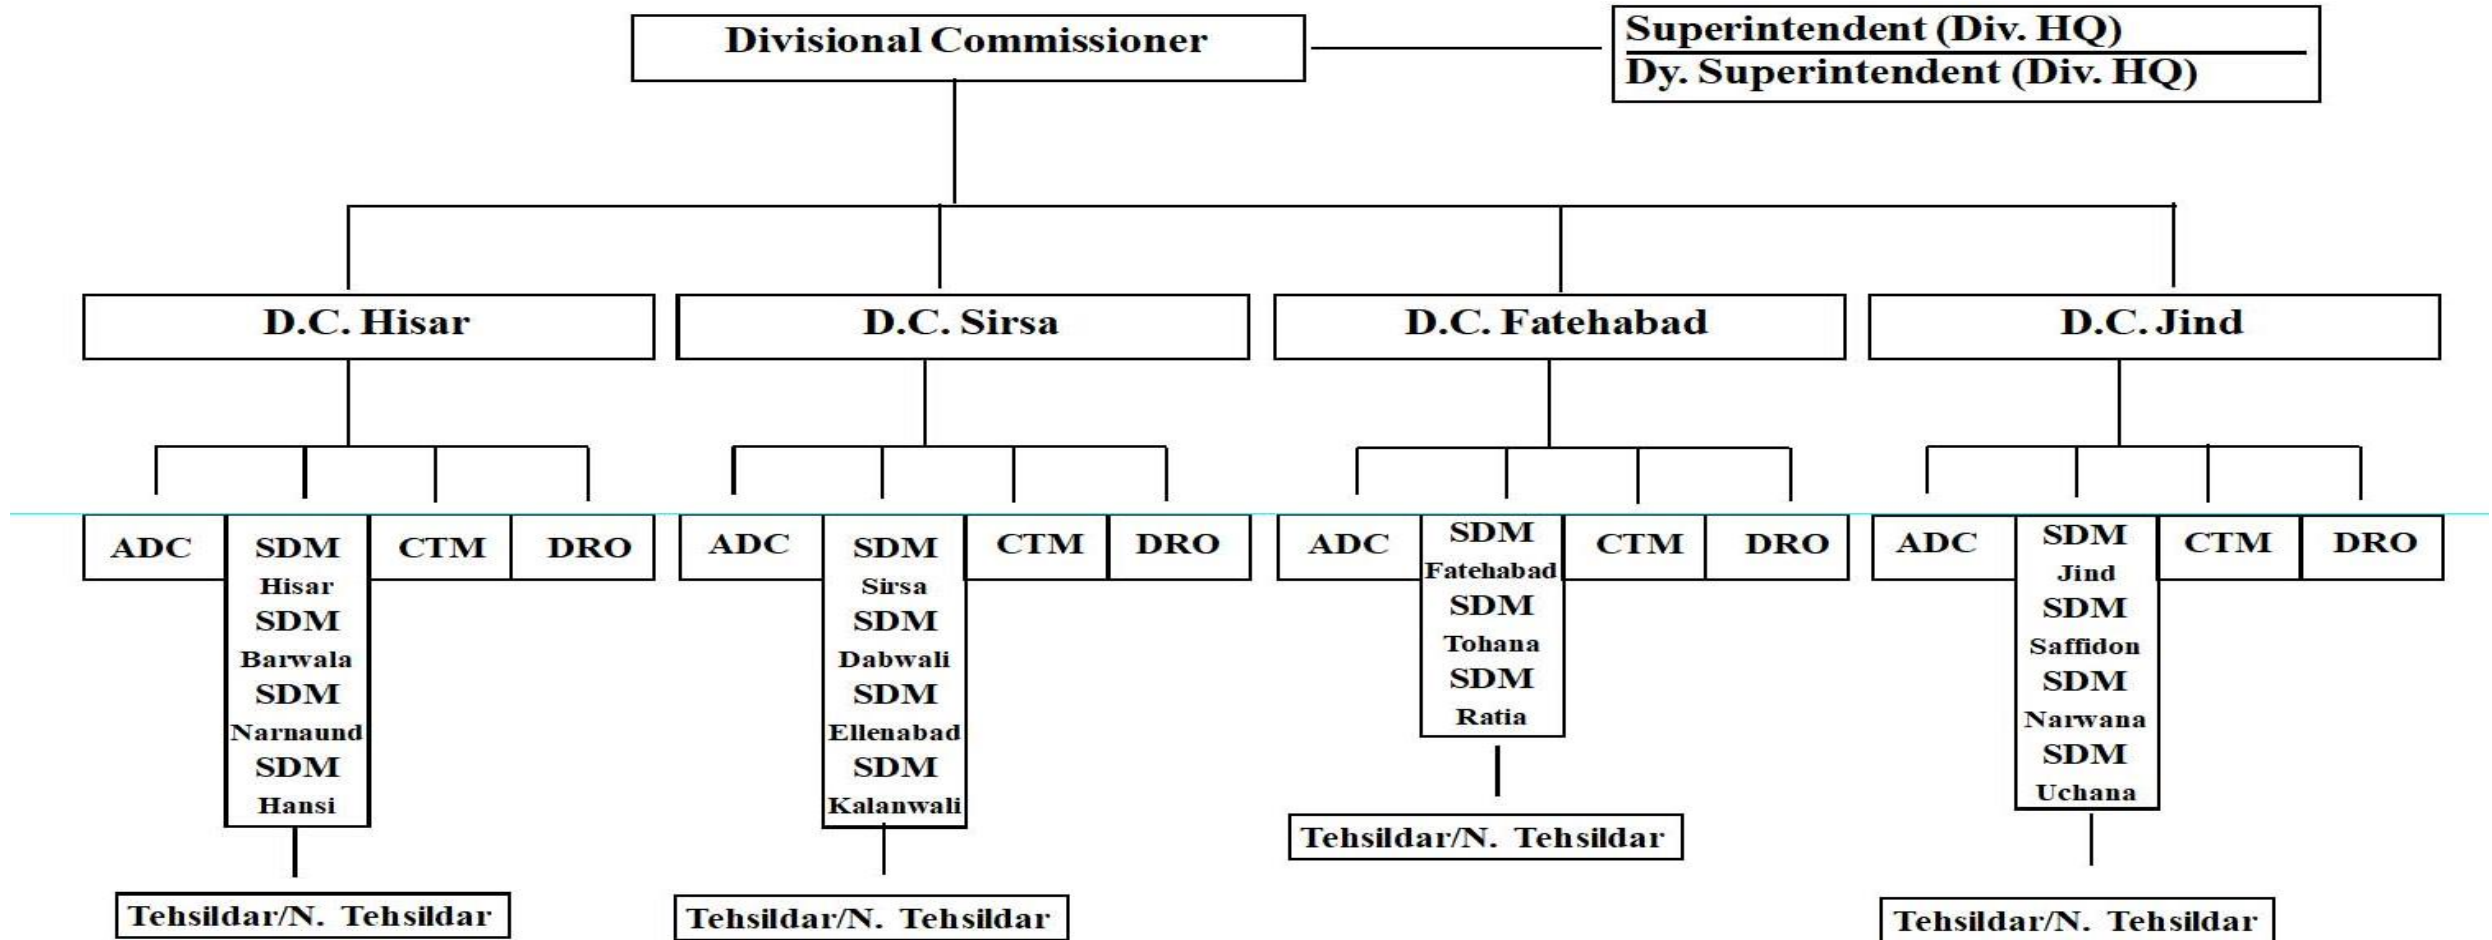 Divisional Commissioner
Superintendent (Div. HQ)
Dy. Superintendent (Div. HQ)
D.C. Hisar
D.C. Sirsa
D.C. Fatehabad
D.C. Jind
ADC
SDM
Hisar
SDM
Barwala
SDM
Narnaund
SDM
Hansi
CTM
DRO
Tehsildar/N. Tehsildar
ADC
SDM
Sirsa
SDM
Dabwali
SDM
Ellenabad
SDM
Kalanwali
CTM
DRO
Tehsildar/N. Tehsildar
ADC
SDM
Fatehabad
SDM
Tohana
SDM
Ratia
CTM
DRO
Tehsildar/N. Tehsildar
ADC
SDM
Jind
SDM
Saffidon
SDM
Narwana
SDM
Uchana
CTM
DRO
Tehsildar/N. Tehsildar